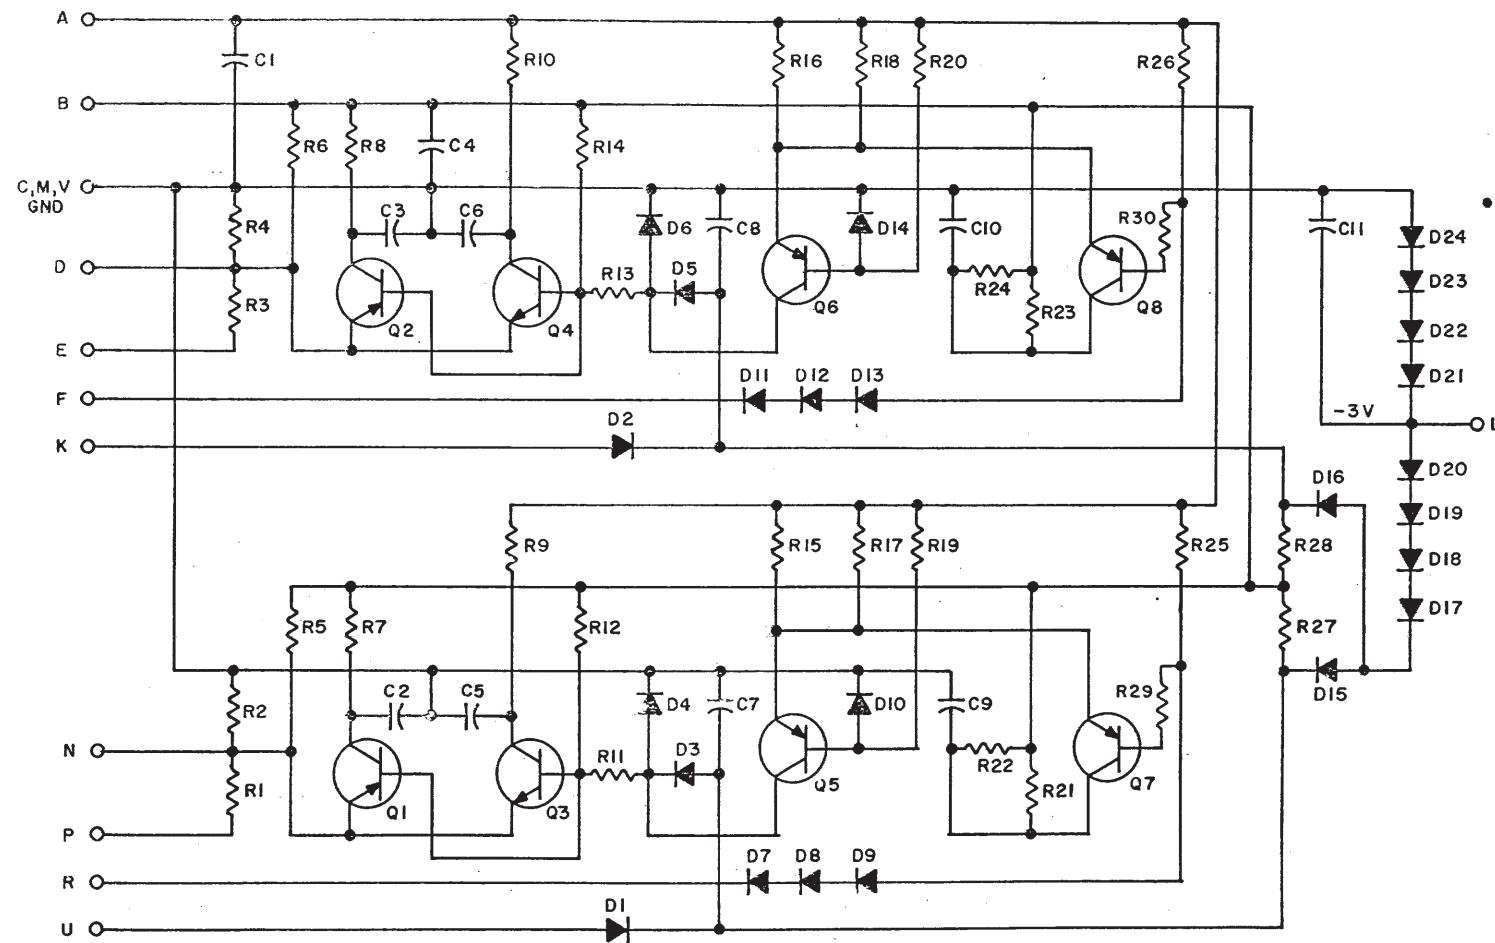 A
C1
R10
R16
R18
R20
R26
B
R6
R8
C4
R14
C,M,V
GND
R4
C3
C6
D6
C8
D14
C10
R30
C11
D24
D
R13
D5
R24
D23
R3
Q2
Q4
Q6
R23
Q8
D22
E
D11
D12
D13
D21
F
D2
-3V
K
L
D20
D16
D19
R9
R15
R17
R19
R25
R28
D18
R5
R7
R12
R27
D17
R2
C2
C5
D4
C7
D10
C9
R29
D15
N
R11
D3
R22
R1
Q1
Q3
Q5
R21
Q7
P
D7
D8
D9
R
D1
U